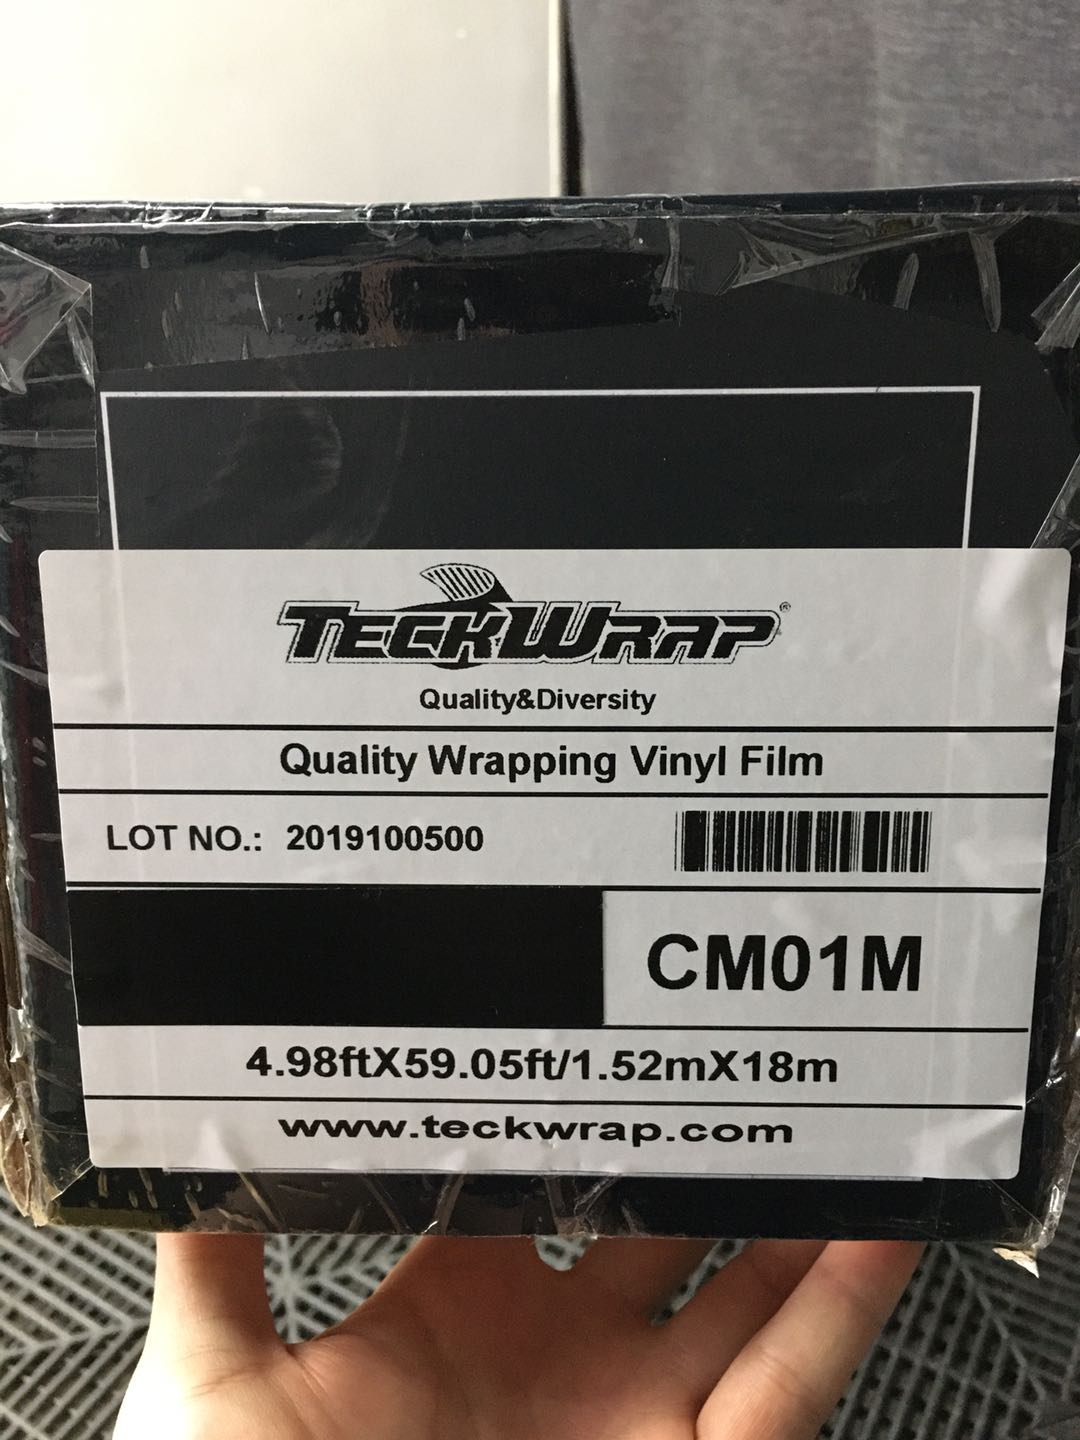 TECKWRAP®
Quality&Diversity
Quality Wrapping Vinyl Film
LOT NO.: 2019100500
CM01M
4.98ftX59.05ft/1.52mX18m
www.teckwrap.com